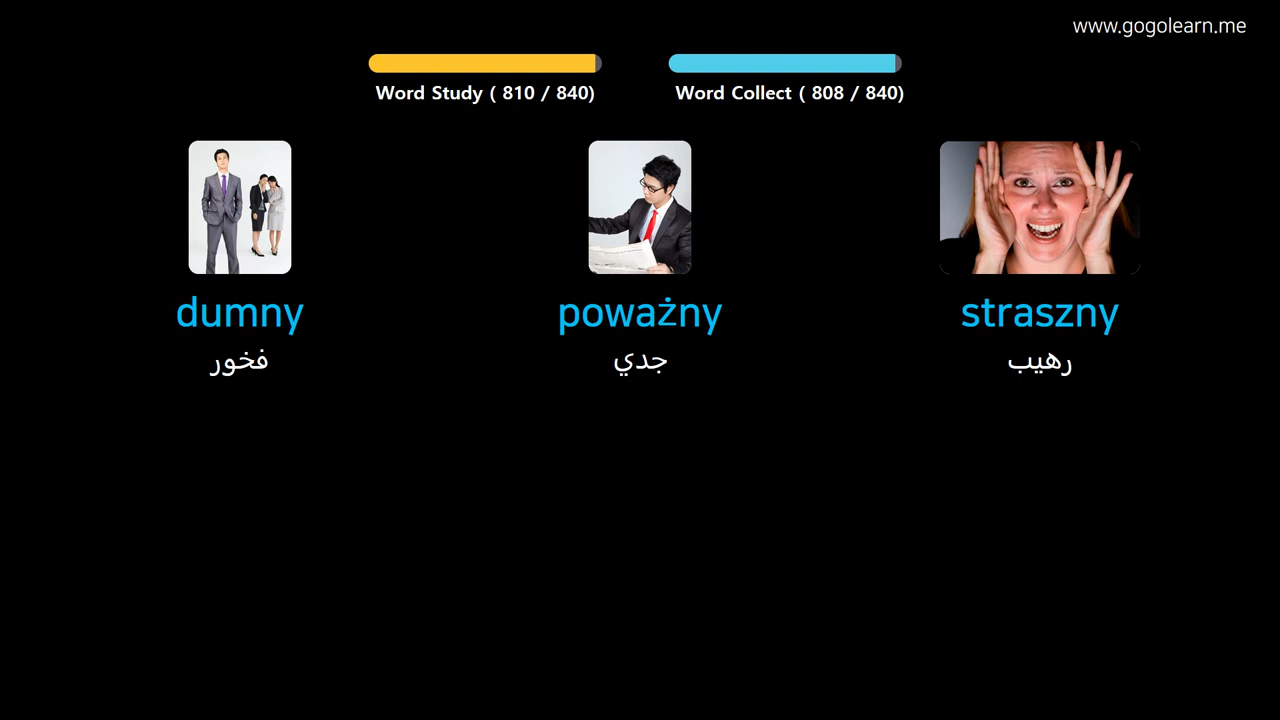 www.gogolearn.me
Word Study ( 810 / 840)
Word Collect ( 808 / 840)
dumny
poważny
straszny
فخور
جدي
رهيب